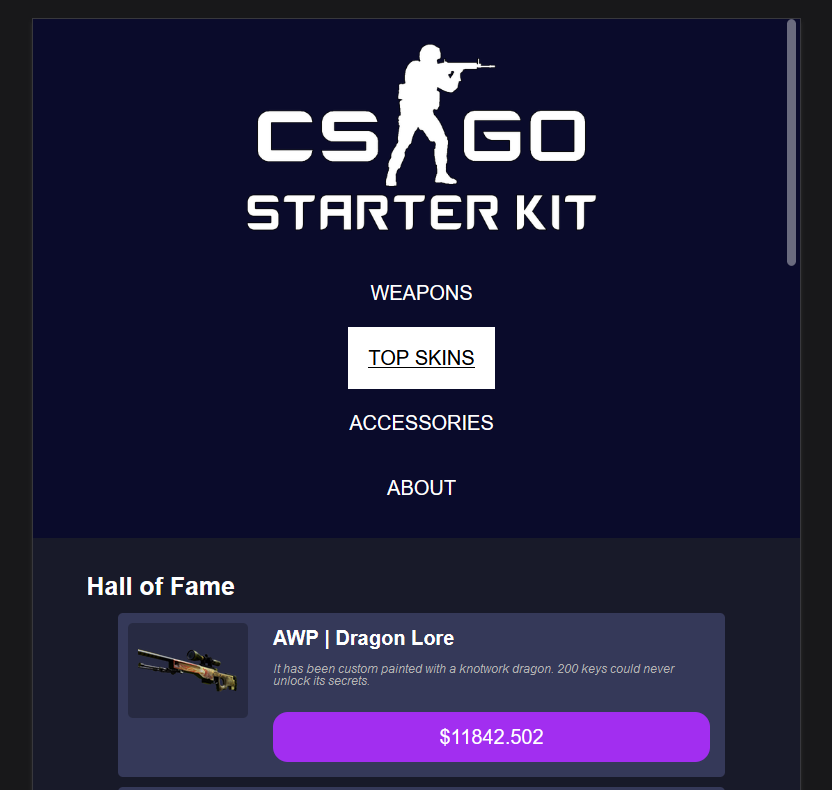 CS GO
STARTER KIT
WEAPONS
TOP SKINS
ACCESSORIES
ABOUT
Hall of Fame
AWP | Dragon Lore
It has been custom painted with a knotwork dragon. 200 keys could never
unlock its secrets.
$11842.502